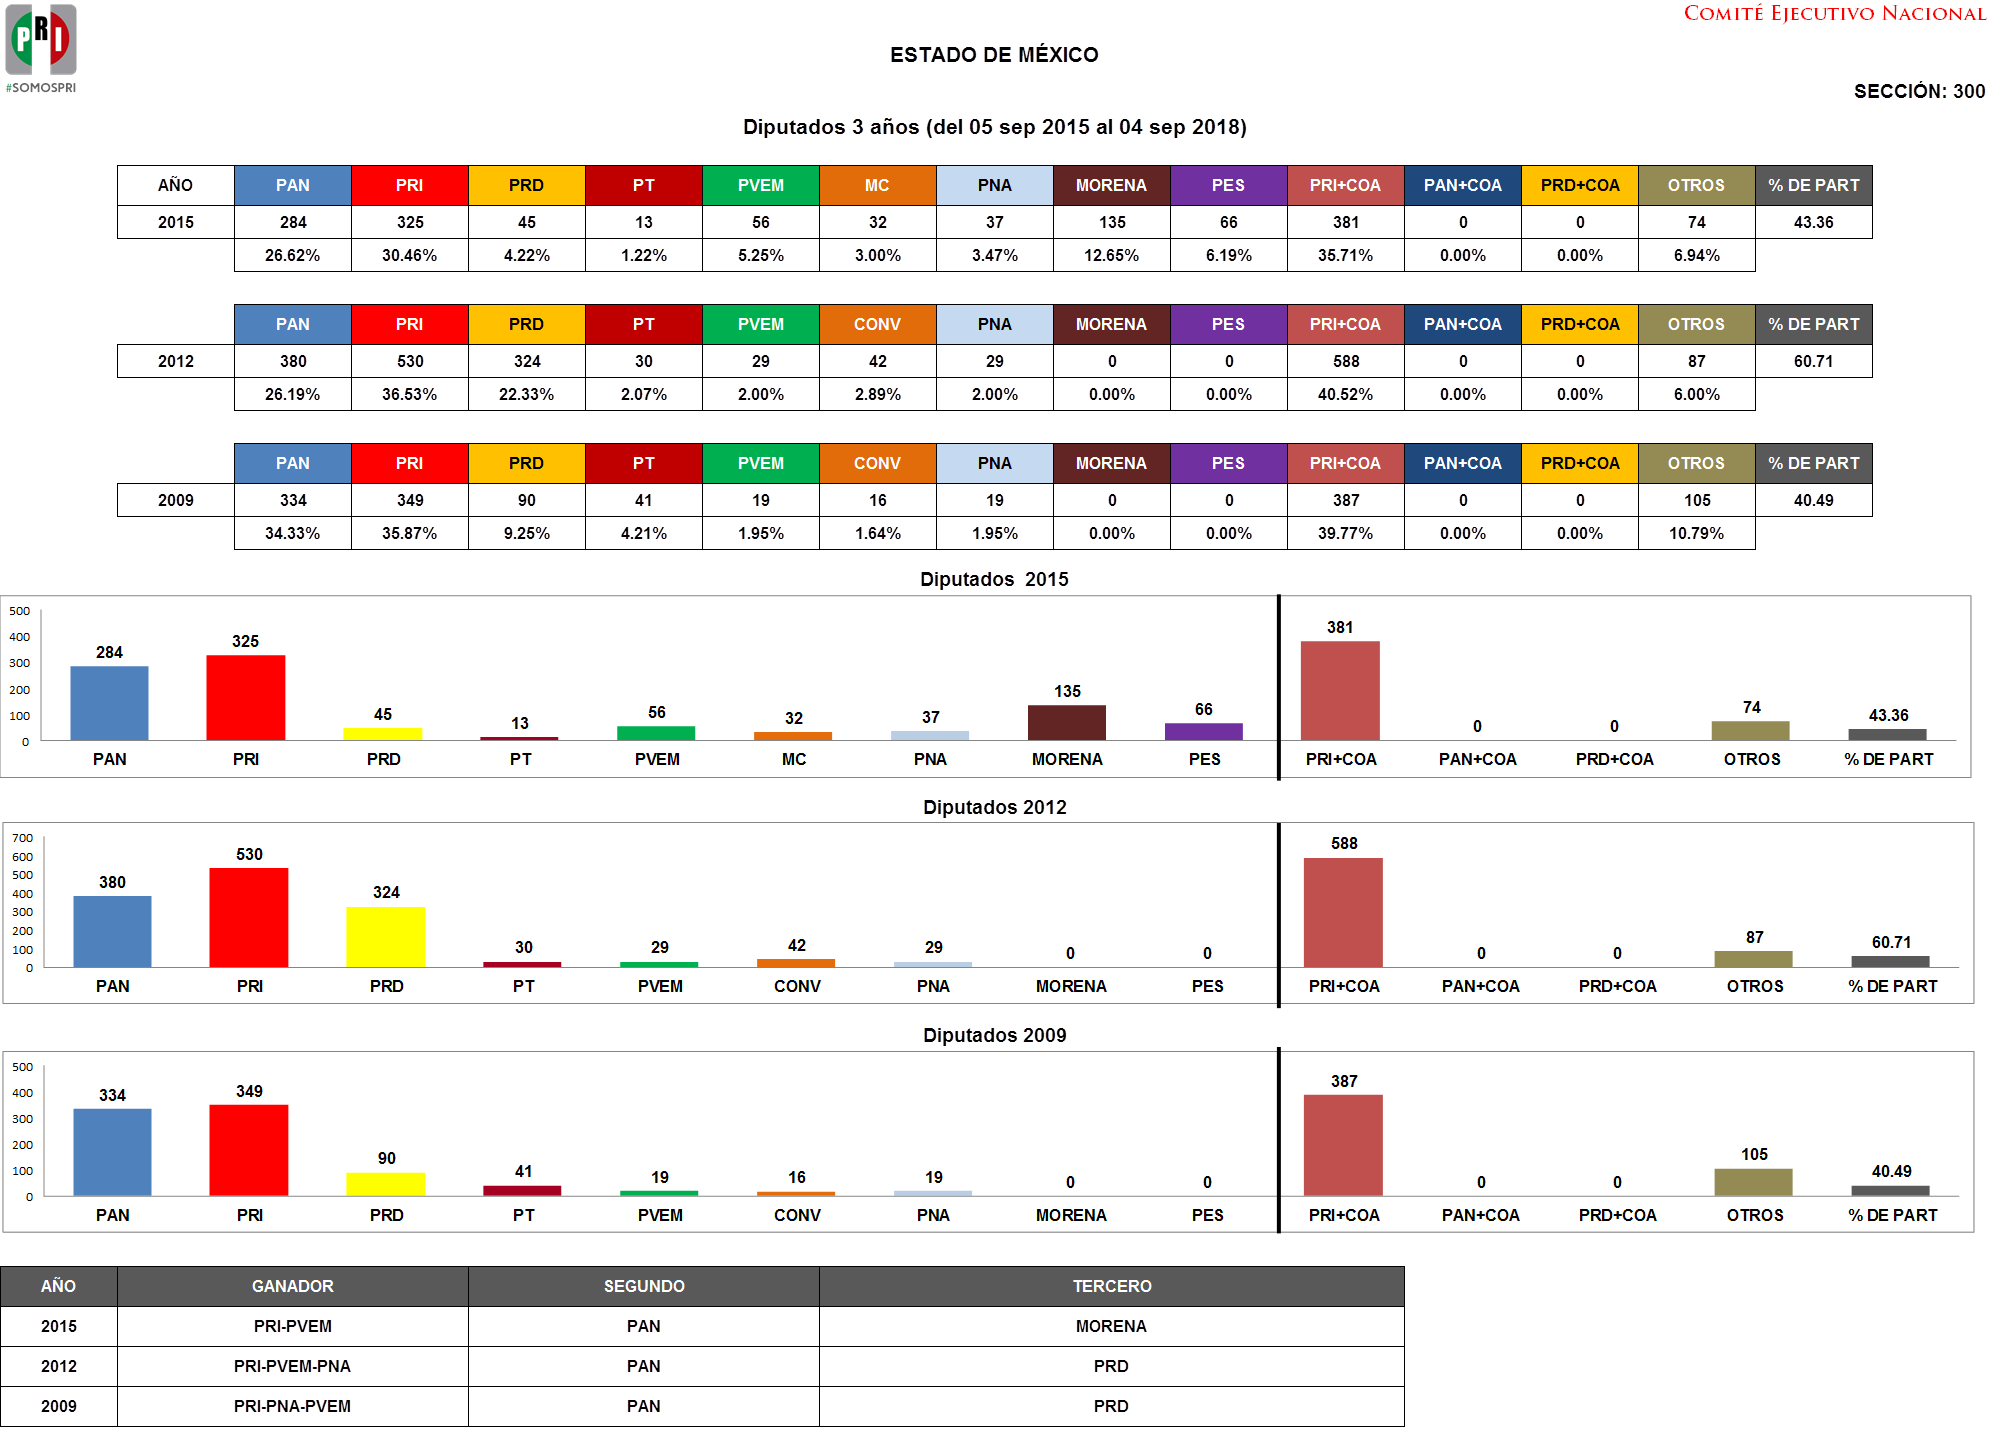 PRI
#SOMOSPRI
COMITÉ EJECUTIVO NACIONAL
ESTADO DE MÉXICO
SECCIÓN: 300
Diputados 3 años (del 05 sep 2015 al 04 sep 2018)
AÑO PAN PRI PRD PT PVEM MC PNA MORENA PES PRI+COA PAN+COA PRD+COA OTROS % DE PART
2015 284 325 45 13 56 32 37 135 66 381 0 0 74 43.36
26.62% 30.46% 4.22% 1.22% 5.25% 3.00% 3.47% 12.65% 6.19% 35.71% 0.00% 0.00% 6.94%
PAN PRI PRD PT PVEM CONV PNA MORENA PES PRI+COA PAN+COA PRD+COA OTROS % DE PART
2012 380 530 324 30 29 42 29 0 0 588 0 0 87 60.71
26.19% 36.53% 22.33% 2.07% 2.00% 2.89% 2.00% 0.00% 0.00% 40.52% 0.00% 0.00% 6.00%
PAN PRI PRD PT PVEM CONV PNA MORENA PES PRI+COA PAN+COA PRD+COA OTROS % DE PART
2009 334 349 90 41 19 16 19 0 0 387 0 0 105 40.49
34.33% 35.87% 9.25% 4.21% 1.95% 1.64% 1.95% 0.00% 0.00% 39.77% 0.00% 0.00% 10.79%
Diputados 2015
500
400
300
200
100
0
284 325 45 13 56 32 37 135 66 381 0 0 74 43.36
PAN PRI PRD PT PVEM MC PNA MORENA PES PRI+COA PAN+COA PRD+COA OTROS % DE PART
Diputados 2012
700
600
500
400
300
200
100
0
380 530 324 30 29 42 29 0 0 588 0 0 87 60.71
PAN PRI PRD PT PVEM CONV PNA MORENA PES PRI+COA PAN+COA PRD+COA OTROS % DE PART
Diputados 2009
500
400
300
200
100
0
334 349 90 41 19 16 19 0 0 387 0 0 105 40.49
PAN PRI PRD PT PVEM CONV PNA MORENA PES PRI+COA PAN+COA PRD+COA OTROS % DE PART
AÑO GANADOR SEGUNDO TERCERO
2015 PRI-PVEM PAN MORENA
2012 PRI-PVEM-PNA PAN PRD
2009 PRI-PNA-PVEM PAN PRD